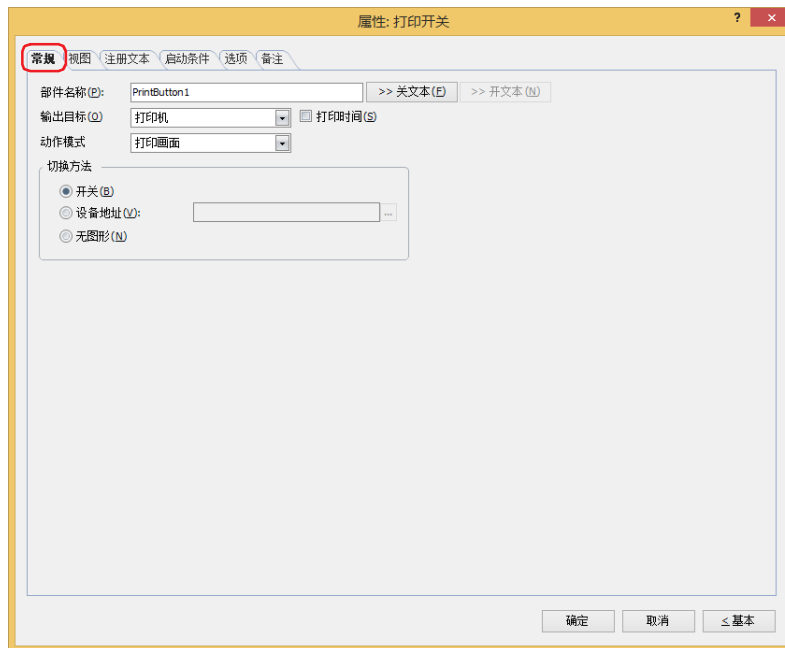 属性: 打印开关
? ×
常规 视图 注册文本 启动条件 选项 备注
部件名称(P): PrintButton1 >> 关文本(F) >> 开文本(N)
输出目标(O) 打印机 打印时间(S)
动作模式 打印画面
切换方法
开关(B)
设备地址(V): ...
无图形(N)
确定 取消 ≤基本